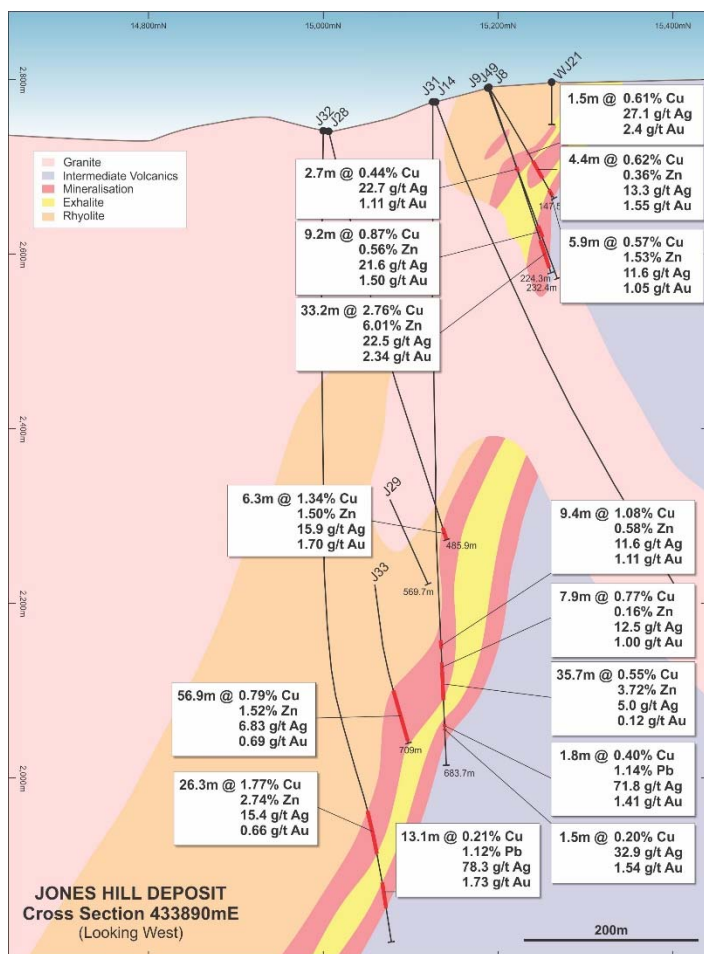 14,800mN
15,000mN
15,200mN
15,400mN
2,800m
2,600m
2,400m
2,200m
2,000m
J32
J28
J31
J14
J9
J49
J8
WJ21
Granite
Intermediate Volcanics
Mineralisation
Exhalite
Rhyolite
1.5m @ 0.61% Cu
27.1 g/t Ag
2.4 g/t Au
2.7m @ 0.44% Cu
22.7 g/t Ag
1.11 g/t Au
4.4m @ 0.62% Cu
0.36% Zn
13.3 g/t Ag
1.55 g/t Au
147.5
9.2m @ 0.87% Cu
0.56% Zn
21.6 g/t Ag
1.50 g/t Au
5.9m @ 0.57% Cu
1.53% Zn
11.6 g/t Ag
1.05 g/t Au
224.3m
232.4m
33.2m @ 2.76% Cu
6.01% Zn
22.5 g/t Ag
2.34 g/t Au
6.3m @ 1.34% Cu
1.50% Zn
15.9 g/t Ag
1.70 g/t Au
J29
485.9m
569.7m
J33
9.4m @ 1.08% Cu
0.58% Zn
11.6 g/t Ag
1.11 g/t Au
7.9m @ 0.77% Cu
0.16% Zn
12.5 g/t Ag
1.00 g/t Au
56.9m @ 0.79% Cu
1.52% Zn
6.83 g/t Ag
0.69 g/t Au
709m
683.7m
35.7m @ 0.55% Cu
3.72% Zn
5.0 g/t Ag
0.12 g/t Au
1.8m @ 0.40% Cu
1.14% Pb
71.8 g/t Ag
1.41 g/t Au
26.3m @ 1.77% Cu
2.74% Zn
15.4 g/t Ag
0.66 g/t Au
13.1m @ 0.21% Cu
1.12% Pb
78.3 g/t Ag
1.73 g/t Au
1.5m @ 0.20% Cu
32.9 g/t Ag
1.54 g/t Au
JONES HILL DEPOSIT
Cross Section 433890mE
(Looking West)
200m